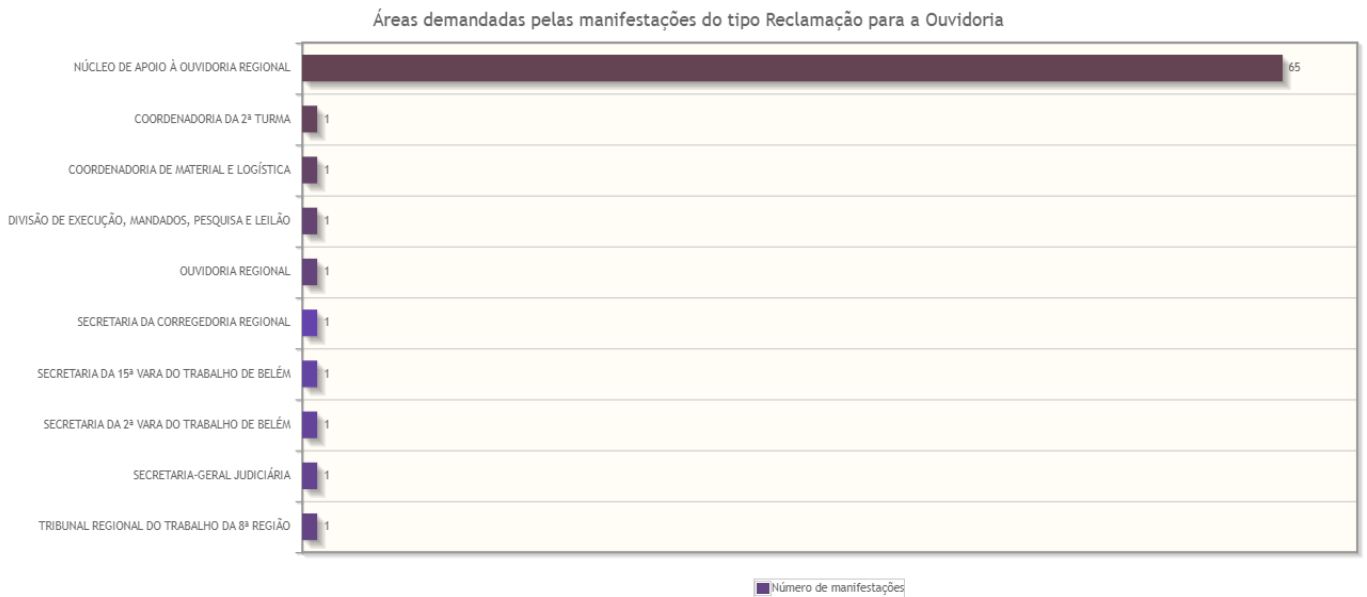 Áreas demandadas pelas manifestações do tipo Reclamação para a Ouvidoria
NÚCLEO DE APOIO À OUVIDORIA REGIONAL
65
COORDENADORIA DA 2ª TURMA
1
COORDENADORIA DE MATERIAL E LOGÍSTICA
1
DIVISÃO DE EXECUÇÃO, MANDADOS, PESQUISA E LEILÃO
1
OUVIDORIA REGIONAL
1
SECRETARIA DA CORREGEDORIA REGIONAL
1
SECRETARIA DA 15ª VARA DO TRABALHO DE BELÉM
1
SECRETARIA DA 2ª VARA DO TRABALHO DE BELÉM
1
SECRETARIA-GERAL JUDICIÁRIA
1
TRIBUNAL REGIONAL DO TRABALHO DA 8ª REGIÃO
1
Número de manifestações